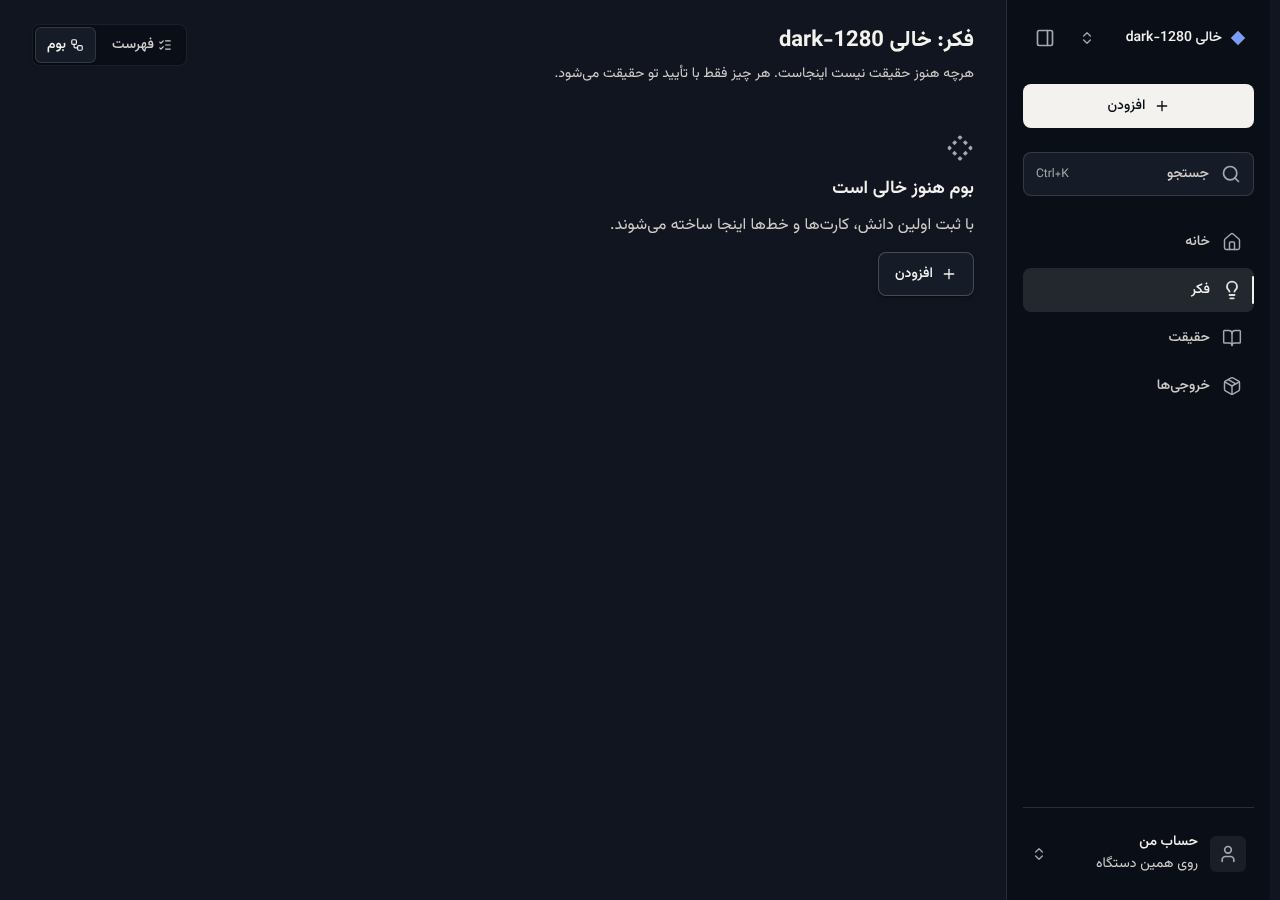 خالی dark-1280
افزودن
جستجو
Ctrl+K
خانه
فکر
حقیقت
خروجی‌ها
حساب من
روی همین دستگاه
فکر: خالی dark-1280
هرچه هنوز حقیقت نیست اینجاست. هر چیز فقط با تأیید تو حقیقت می‌شود.
فهرست
بوم
بوم هنوز خالی است
با ثبت اولین دانش، کارت‌ها و خط‌ها اینجا ساخته می‌شوند.
افزودن